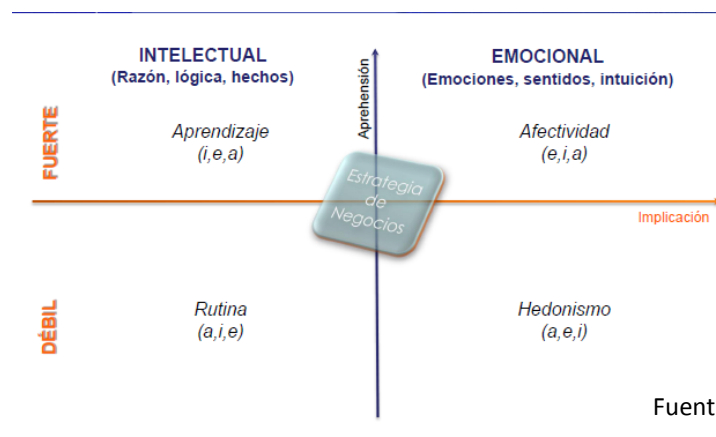 INTELECTUAL
(Razón, lógica, hechos)
EMOCIONAL
(Emociones, sentidos, intuición)
Aprehensión
FUERTE
Aprendizaje
(i,e,a)
Afectividad
(e,i,a)
Estrategia
de
Negocios
Implicación
DÉBIL
Rutina
(a,i,e)
Hedonismo
(a,e,i)
Fuent